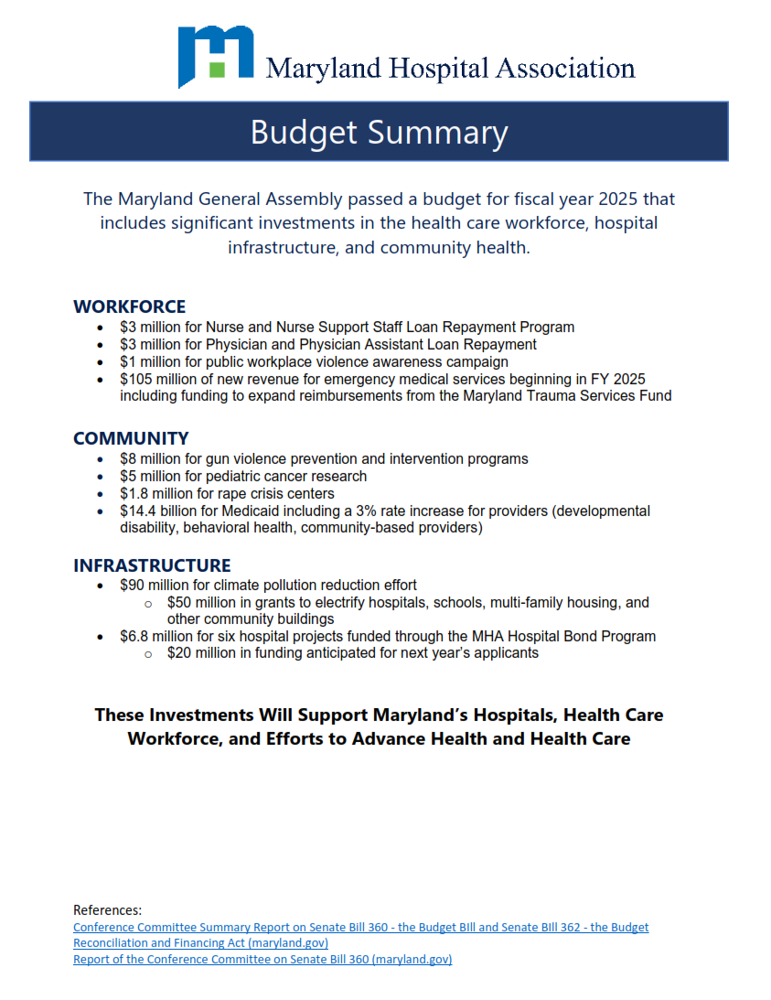 Maryland Hospital Association
Budget Summary
The Maryland General Assembly passed a budget for fiscal year 2025 that
includes significant investments in the health care workforce, hospital
infrastructure, and community health.
WORKFORCE
• $3 million for Nurse and Nurse Support Staff Loan Repayment Program
• $3 million for Physician and Physician Assistant Loan Repayment
• $1 million for public workplace violence awareness campaign
• $105 million of new revenue for emergency medical services beginning in FY 2025
including funding to expand reimbursements from the Maryland Trauma Services Fund
COMMUNITY
• $8 million for gun violence prevention and intervention programs
• $5 million for pediatric cancer research
• $1.8 million for rape crisis centers
• $14.4 billion for Medicaid including a 3% rate increase for providers (developmental
disability, behavioral health, community-based providers)
INFRASTRUCTURE
• $90 million for climate pollution reduction effort
o $50 million in grants to electrify hospitals, schools, multi-family housing, and
other community buildings
• $6.8 million for six hospital projects funded through the MHA Hospital Bond Program
o $20 million in funding anticipated for next year's applicants
These Investments Will Support Maryland's Hospitals, Health Care
Workforce, and Efforts to Advance Health and Health Care
References:
Conference Committee Summary Report on Senate Bill 360 - the Budget BIll and Senate BIll 362 - the Budget
Reconciliation and Financing Act (maryland.gov)
Report of the Conference Committee on Senate Bill 360 (maryland.gov)